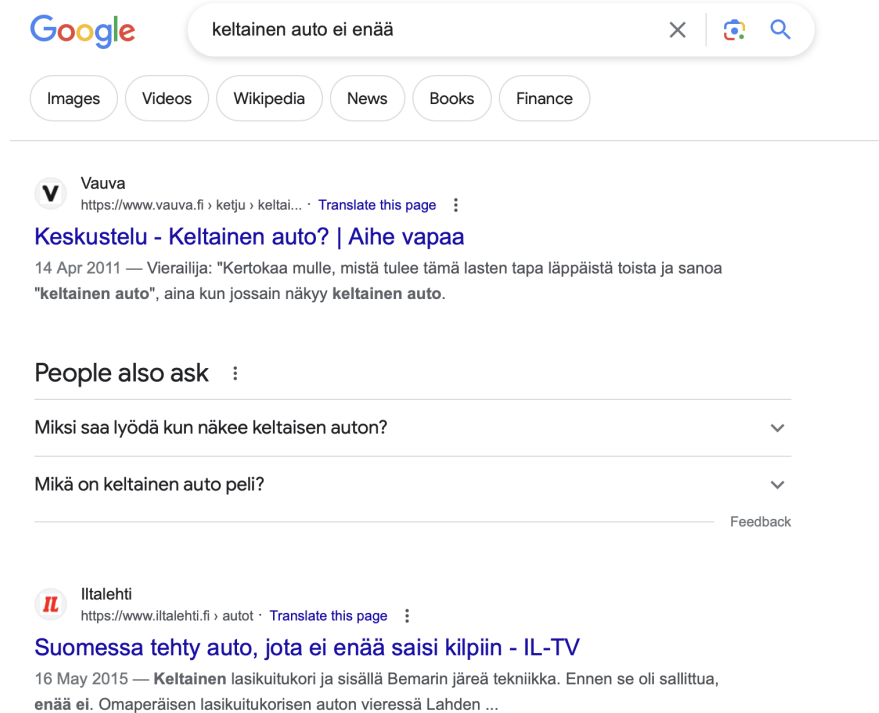 Google
keltainen auto ei enää
Images Videos Wikipedia News Books Finance
V Vauva
https://www.vauva.fi › ketju › keltai... · Translate this page
Keskustelu - Keltainen auto? | Aihe vapaa
14 Apr 2011 — Vierailija: "Kertokaa mulle, mistä tulee tämä lasten tapa läppäistä toista ja sanoa
"keltainen auto", aina kun jossain näkyy keltainen auto.
People also ask
Miksi saa lyödä kun näkee keltaisen auton?
Mikä on keltainen auto peli?
Feedback
IL Iltalehti
https://www.iltalehti.fi › autot · Translate this page
Suomessa tehty auto, jota ei enää saisi kilpiin - IL-TV
16 May 2015 — Keltainen lasikuitukori ja sisällä Bemarin järeä tekniikka. Ennen se oli sallittua,
enää ei. Omaperäisen lasikuitukorisen auton vieressä Lahden ...